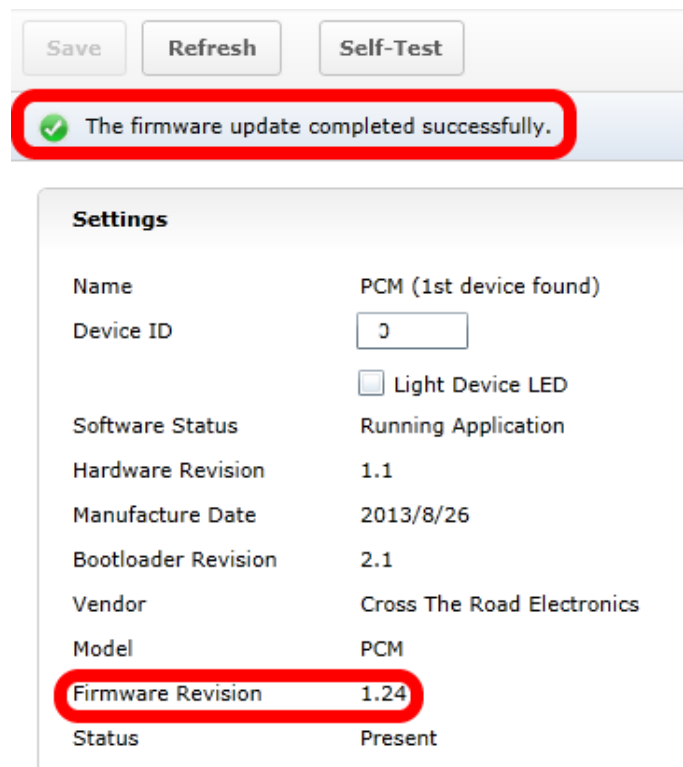 Save Refresh Self-Test
The firmware update completed successfully.
Settings
Name PCM (1st device found)
Device ID 0
Light Device LED
Software Status Running Application
Hardware Revision 1.1
Manufacture Date 2013/8/26
Bootloader Revision 2.1
Vendor Cross The Road Electronics
Model PCM
Firmware Revision 1.24
Status Present